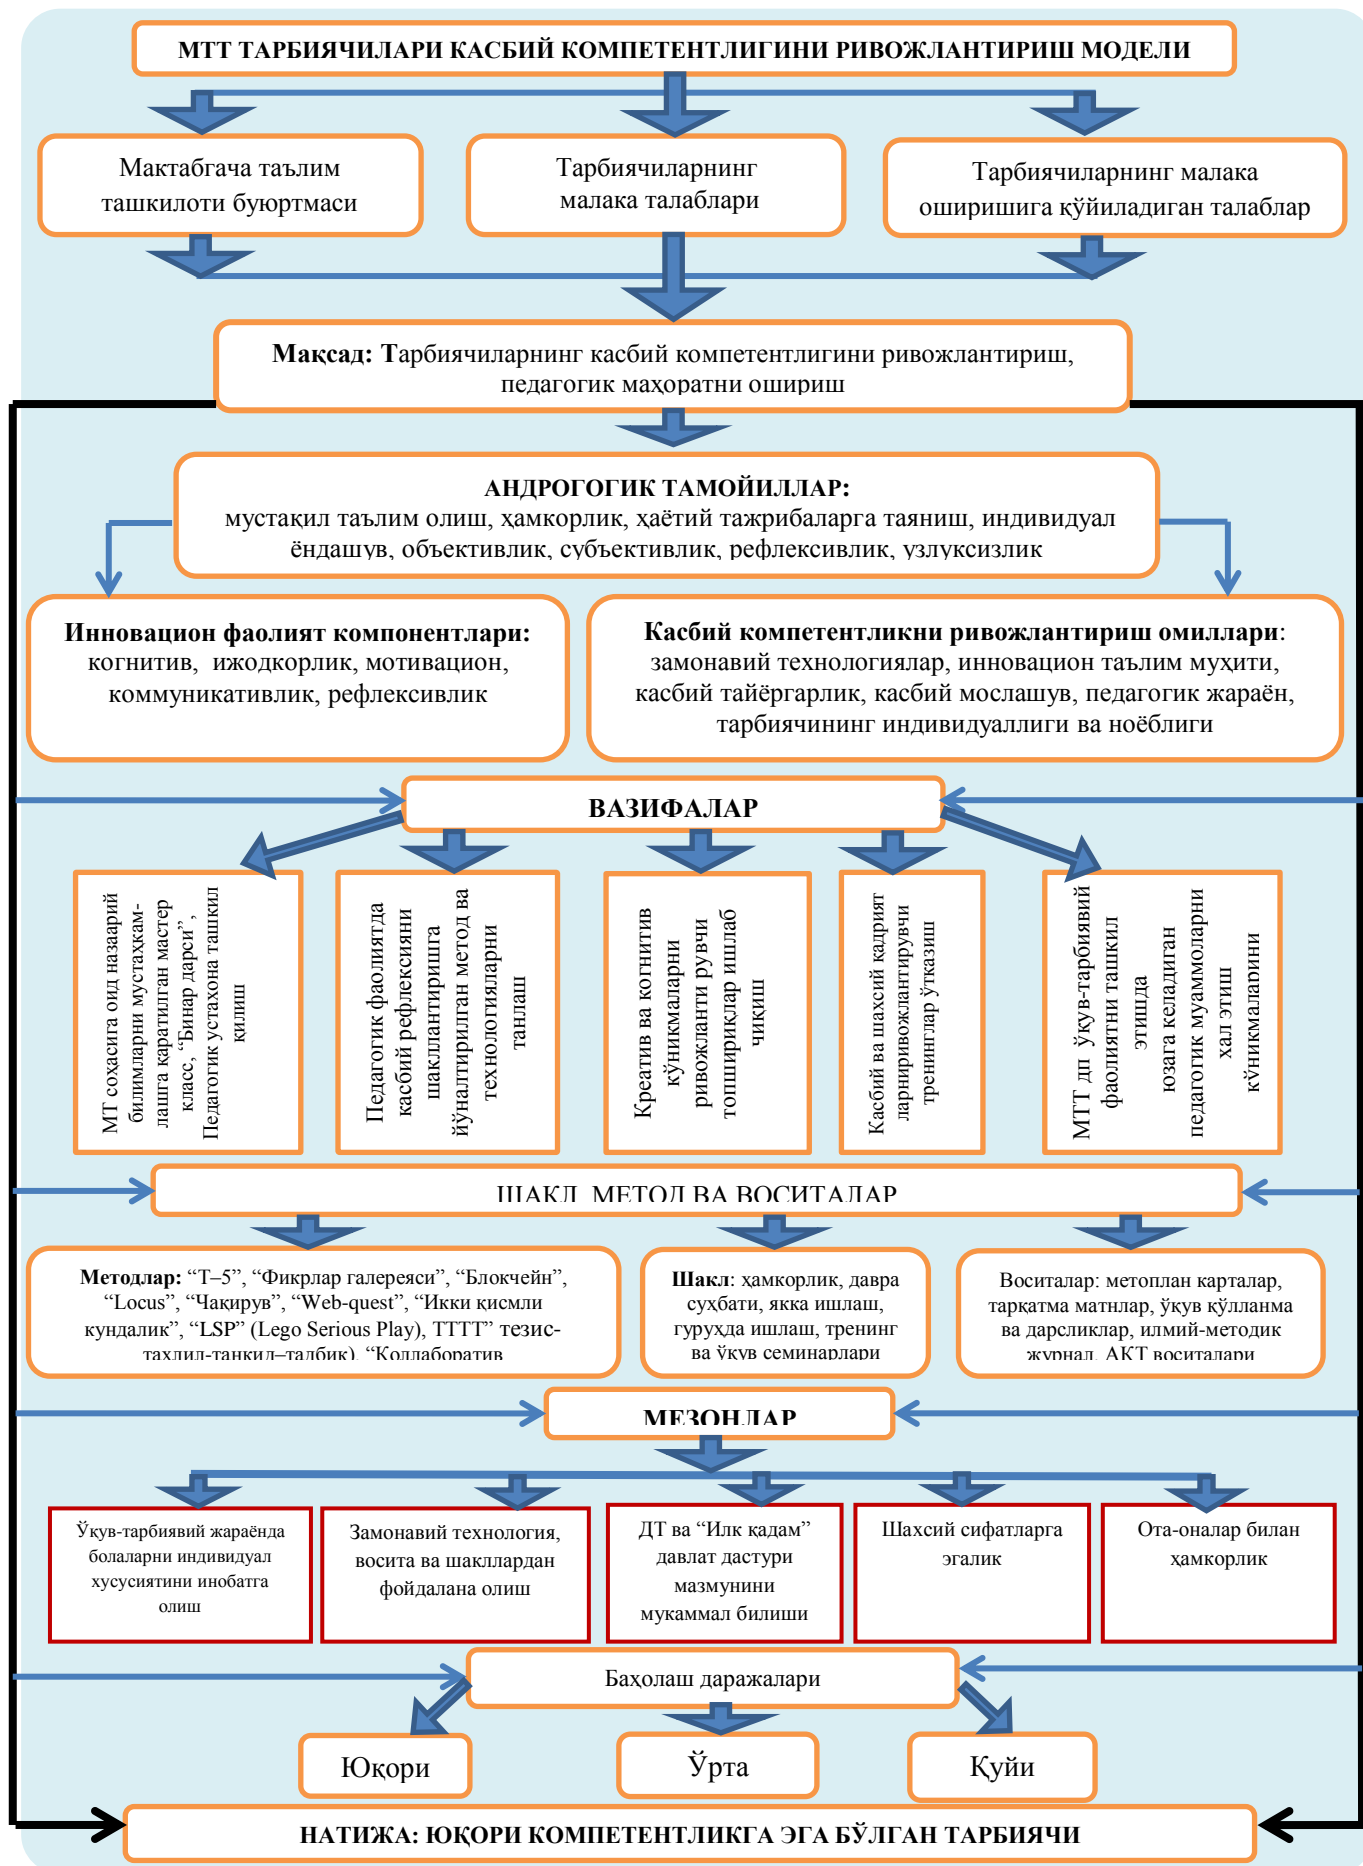 МТТ ТАРБИЯЧИЛАРИ КАСБИЙ КОМПЕТЕНТЛИГИНИ РИВОЖЛАНТИРИШ МОДЕЛИ
Мактабгача таълим
ташкилоти буюртмаси
Тарбиячиларнинг
малака талаблари
Тарбиячиларнинг малака
оширишига қўйиладиган талаблар
Мақсад: Тарбиячиларнинг касбий компетентлигини ривожлантириш,
педагогик маҳоратни ошириш
АНДРОГОГИК ТАМОЙИЛЛАР:
мустақил таълим олиш, ҳамкорлик, ҳаётий тажрибаларга таяниш, индивидуал
ёндашув, объективлик, субъективлик, рефлексивлик, узлуксизлик
Инновацион фаолият компонентлари:
когнитив, ижодкорлик, мотивацион,
коммуникативлик, рефлексивлик
Касбий компетентликни ривожлантириш омиллари:
замонавий технологиялар, инновацион таълим муҳити,
касбий тайёргарлик, касбий мослашув, педагогик жараён,
тарбиячининг индивидуаллиги ва ноёблиги
ВАЗИФАЛАР
МТ соҳасига оид назаарий
билимларни мустаҳкам-
лашга қаратилган мастер
класс, “Бинар дарси”,
Педагогик устахона ташкил
қилиш
Педагогик фаолиятда
касбий рефлексияни
шакллантиришга
йўналтирилган метод ва
технологияларни
танлаш
Креатив ва когнитив
кўникмаларни
ривожланти рувчи
топшириқлар ишлаб
чиқиш
Касбий ва шахсий қадрият
ларниривожлантирувчи
тренинглар ўтказиш
МТТ дп ўқув-тарбиявий
фаолиятни ташкил
этишда
юзага келадиган
педагогик муаммоларни
хал этиш
кўникмаларини
ШАКЛ, МЕТОД ВА ВОСИТАЛАР
Методлар: “Т–5”, “Фикрлар галереяси”, “Блокчейн”,
“Locus”, “Чақирув”, “Web-quest”, “Икки қисмли
кундалик”, “LSP” (Lego Serious Play), ТТТТ” тезис-
таҳлил-танқид–тадбиқ), “Коллаборатив
Шакл: ҳамкорлик, давра
суҳбати, якка ишлаш,
гуруҳда ишлаш, тренинг
ва ўқув семинарлари
Воситалар: метоплан карталар,
тарқатма матнлар, ўқув қўлланма
ва дарсликлар, илмий-методик
журнал, АКТ воситалари
МЕЗОНЛАР
Ўқув-тарбиявий жараёнда
болаларни индивидуал
хусусиятини инобатга
олиш
Замонавий технология,
восита ва шакллардан
фойдалана олиш
ДТ ва “Илк қадам”
давлат дастури
мазмунини
мукаммал билиши
Шахсий сифатларга
эгалик
Ота-оналар билан
ҳамкорлик
Баҳолаш даражалари
Юқори
Ўрта
Қуйи
НАТИЖА: ЮҚОРИ КОМПЕТЕНТЛИКГА ЭГА БЎЛГАН ТАРБИЯЧИ